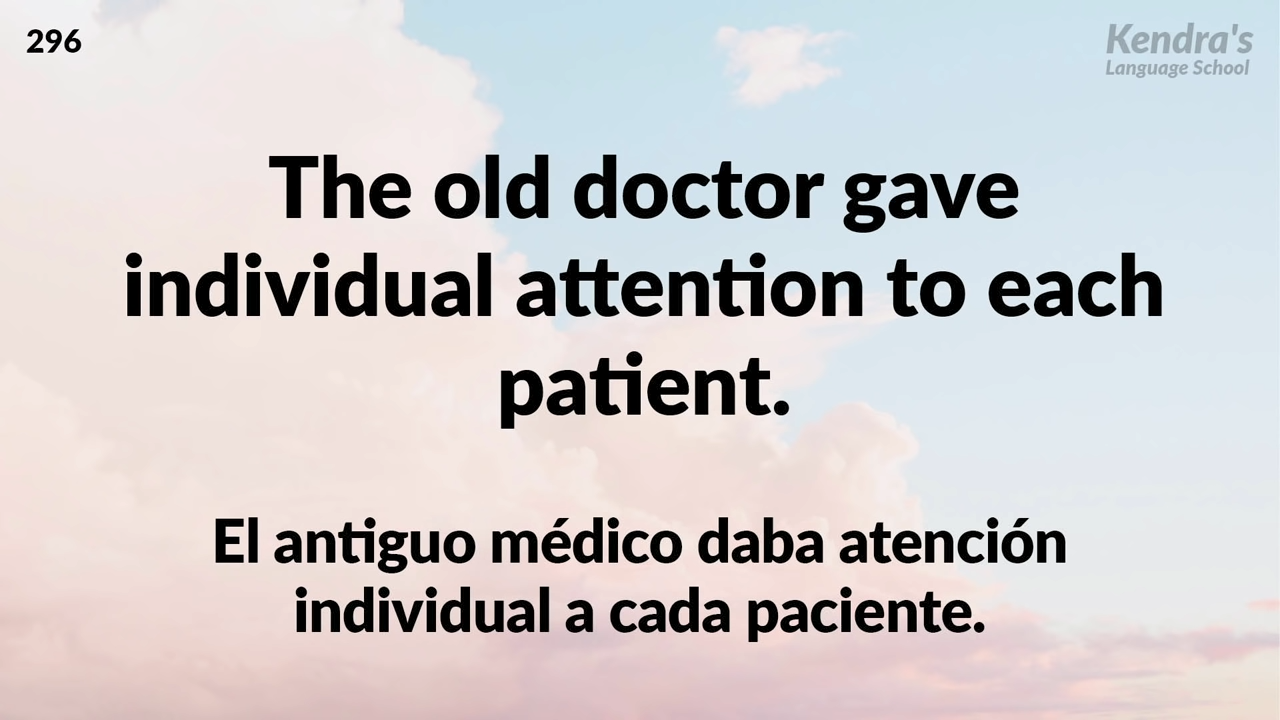 296
Kendra's
Language School
The old doctor gave
individual attention to each
patient.
El antiguo médico daba atención
individual a cada paciente.